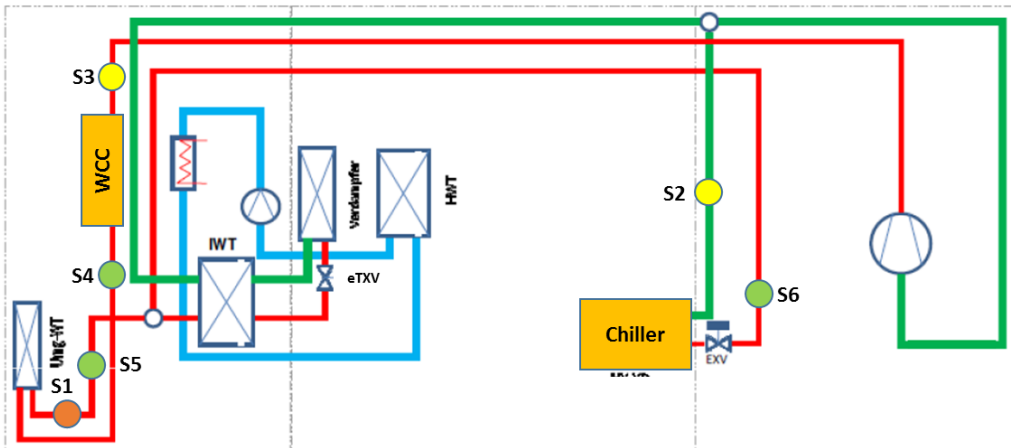 S3
WCC
S4
IWT
Verdampfer
HWT
eTXV
S2
S6
Chiller
EXV
S5
S1